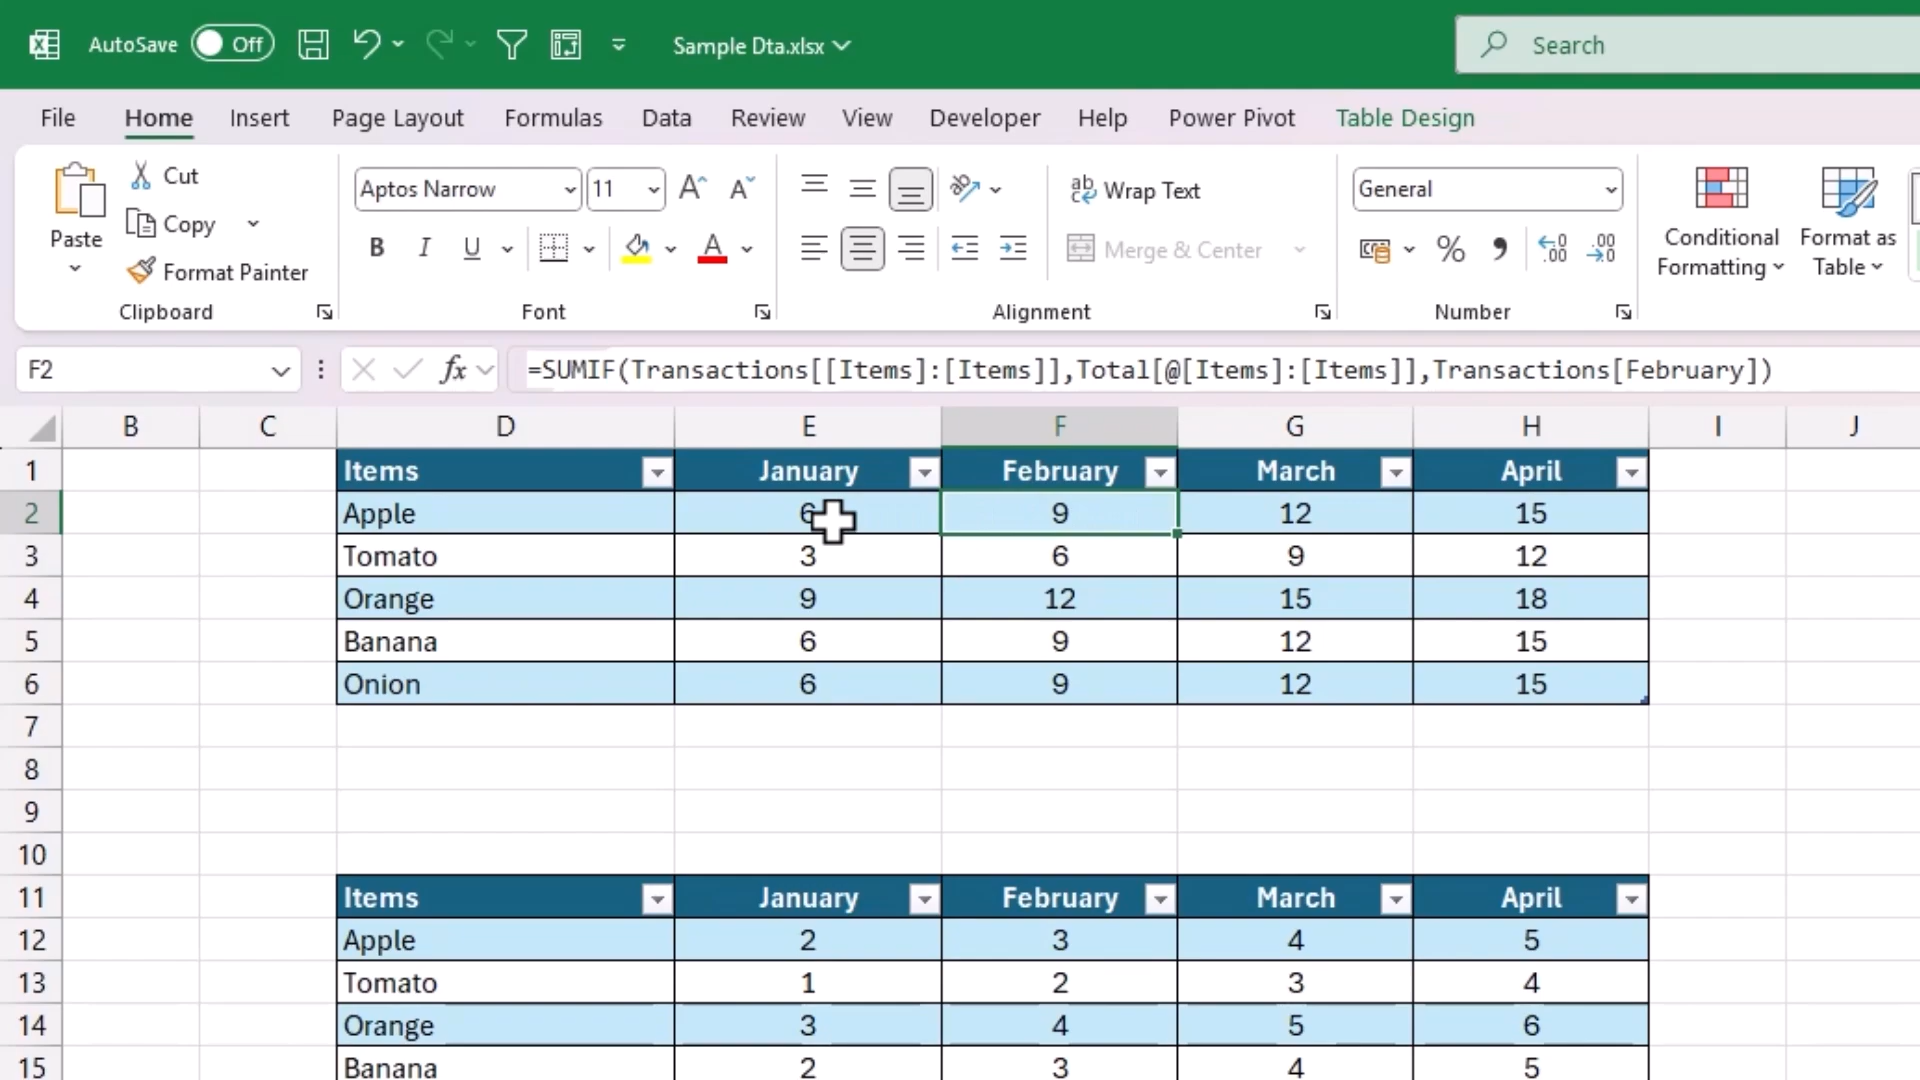 AutoSave Off Sample Dta.xlsx Search
File Home Insert Page Layout Formulas Data Review View Developer Help Power Pivot Table Design
Paste
Cut
Copy
Format Painter
Clipboard
Aptos Narrow 11 A A
B I U A
Font
ab Wrap Text
Merge & Center
Alignment
General
% , .00 .00
Number
Conditional Formatting
Format as Table
F2 fx =SUMIF(Transactions[[Items]:[Items]],Total[@[Items]:[Items]],Transactions[February])
B C D E F G H I J
1 Items January February March April
2 Apple 6 9 12 15
3 Tomato 3 6 9 12
4 Orange 9 12 15 18
5 Banana 6 9 12 15
6 Onion 6 9 12 15
7
8
9
10
11 Items January February March April
12 Apple 2 3 4 5
13 Tomato 1 2 3 4
14 Orange 3 4 5 6
15 Banana 2 3 4 5